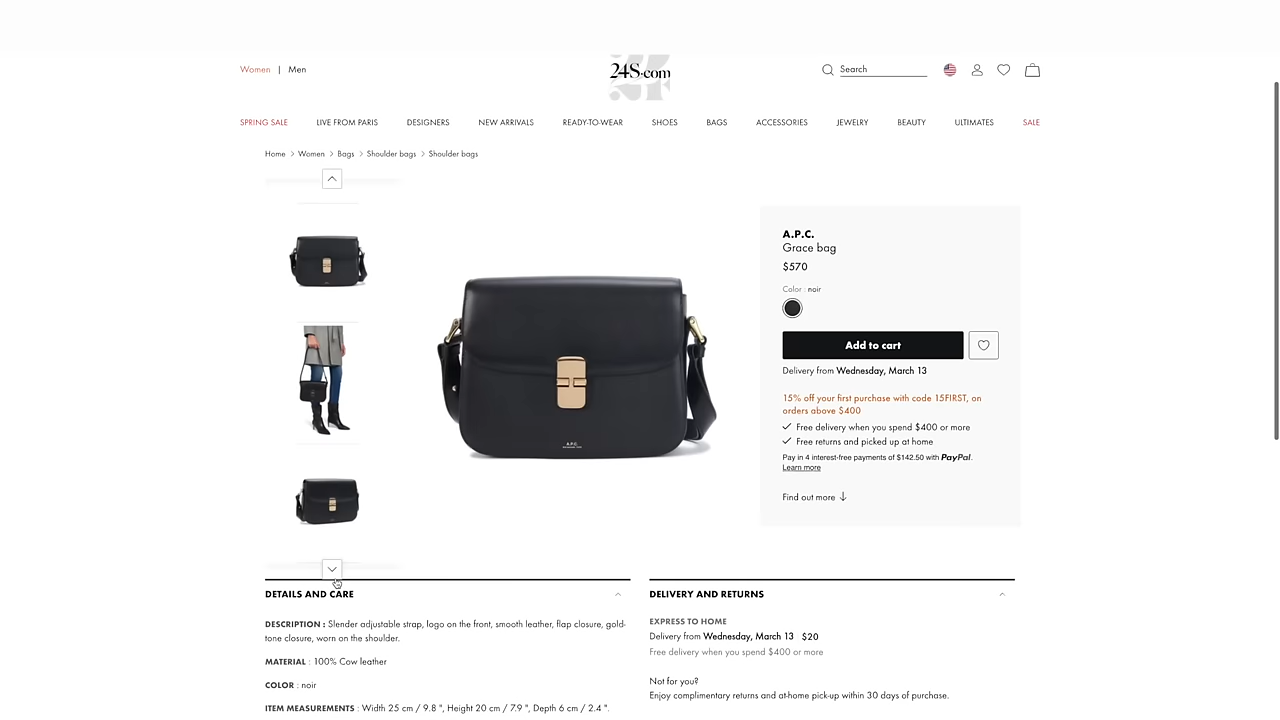 Women | Men
24S.com
Search
SPRING SALE LIVE FROM PARIS DESIGNERS NEW ARRIVALS READY-TO-WEAR SHOES BAGS ACCESSORIES JEWELRY BEAUTY ULTIMATES SALE
Home > Women > Bags > Shoulder bags > Shoulder bags
A.P.C.
Grace bag
$570
Color : noir
Add to cart
Delivery from Wednesday, March 13
15% off your first purchase with code 15FIRST, on
orders above $400
Free delivery when you spend $400 or more
Free returns and picked up at home
Pay in 4 interest-free payments of $142.50 with PayPal.
Learn more
Find out more
A.P.C.
DETAILS AND CARE
DESCRIPTION : Slender adjustable strap, logo on the front, smooth leather, flap closure, gold-
tone closure, worn on the shoulder.
MATERIAL : 100% Cow leather
COLOR : noir
ITEM MEASUREMENTS : Width 25 cm / 9.8 ", Height 20 cm / 7.9 ", Depth 6 cm / 2.4 ".
DELIVERY AND RETURNS
EXPRESS TO HOME
Delivery from Wednesday, March 13 $20
Free delivery when you spend $400 or more
Not for you?
Enjoy complimentary returns and at-home pick-up within 30 days of purchase.